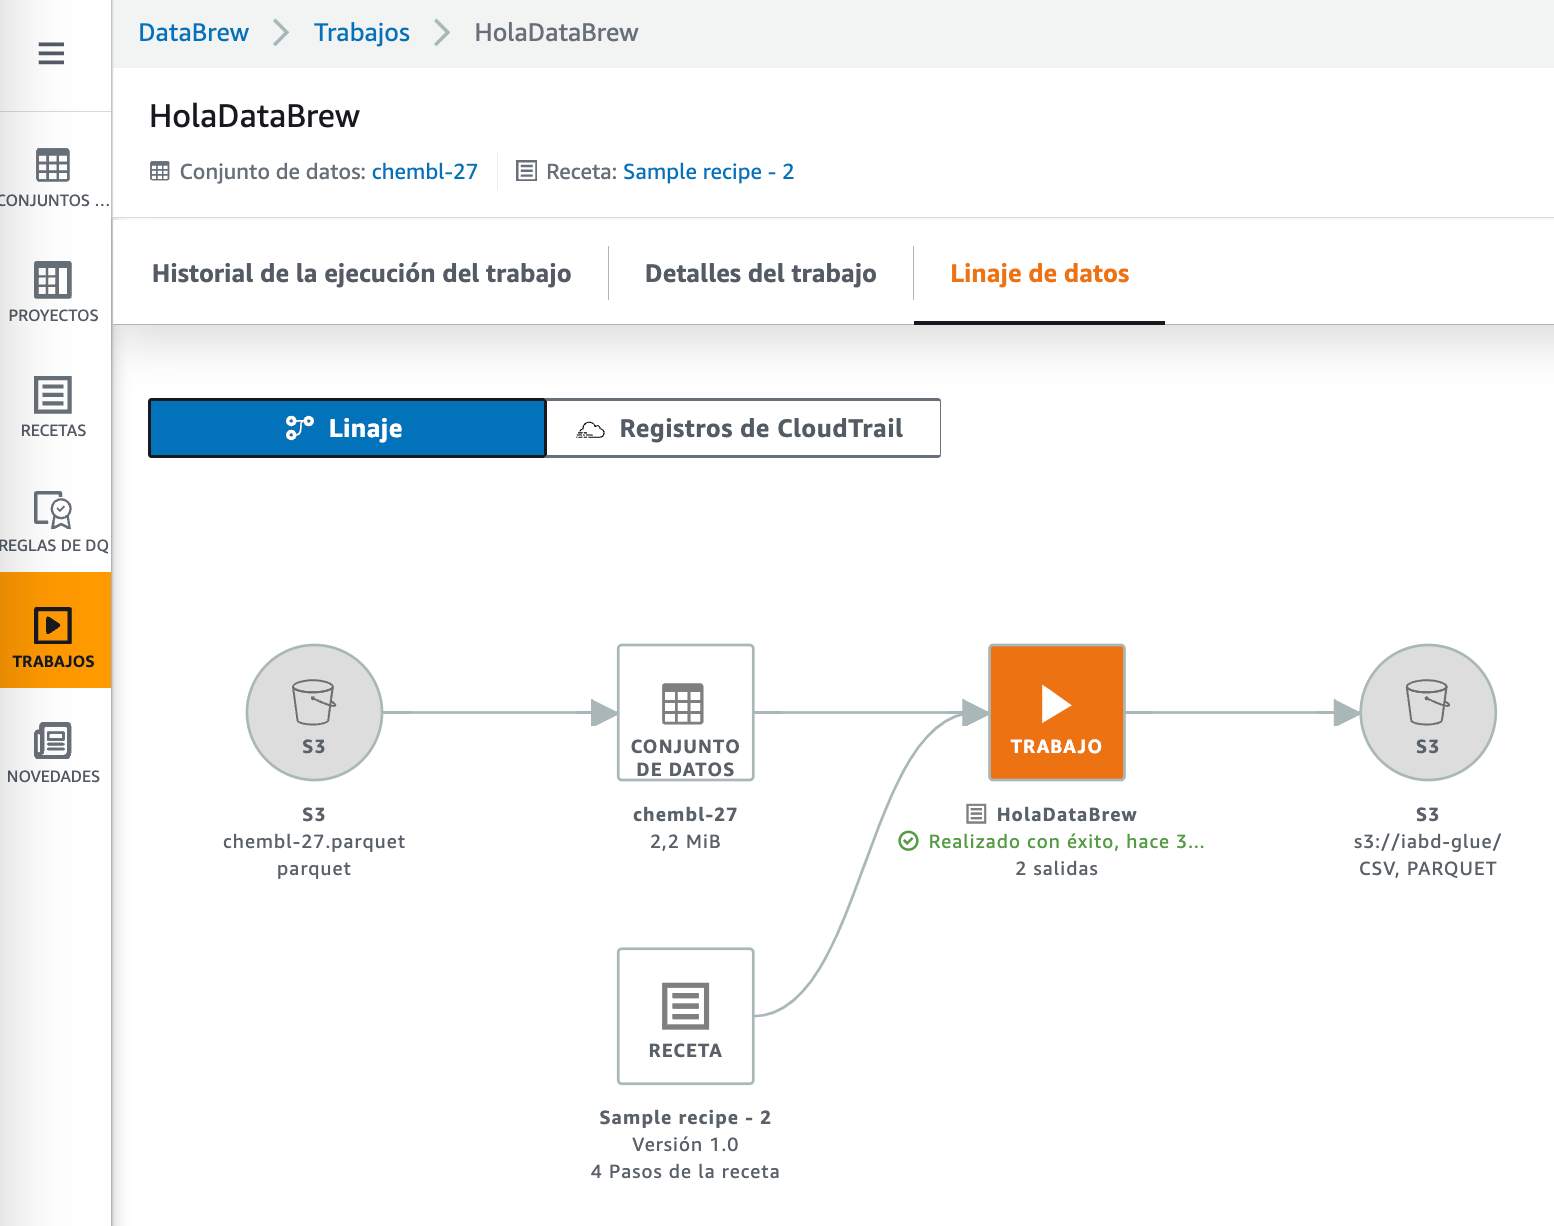 DataBrew > Trabajos > HolaDataBrew
HolaDataBrew
Conjunto de datos: chembl-27
Receta: Sample recipe - 2
CONJUNTOS ...
PROYECTOS
RECETAS
REGLAS DE DQ
TRABAJOS
NOVEDADES
Historial de la ejecución del trabajo
Detalles del trabajo
Linaje de datos
Linaje
Registros de CloudTrail
S3
S3
chembl-27.parquet
parquet
CONJUNTO
DE DATOS
chembl-27
2,2 MiB
TRABAJO
HolaDataBrew
Realizado con éxito, hace 3...
2 salidas
S3
S3
s3://iabd-glue/
CSV, PARQUET
RECETA
Sample recipe - 2
Versión 1.0
4 Pasos de la receta